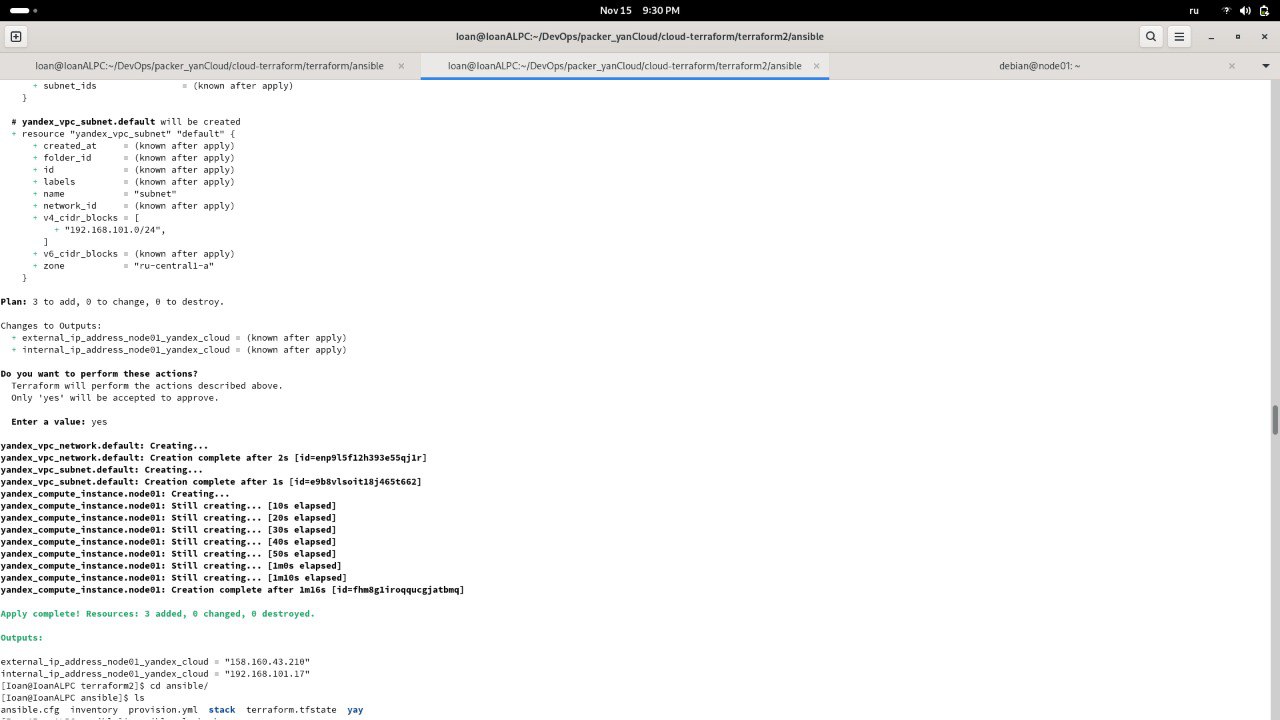 Nov 15 9:30 PM
ru
Ioan@IoanALPC:~/DevOps/packer_yanCloud/cloud-terraform/terraform2/ansible
Ioan@IoanALPC:~/DevOps/packer_yanCloud/cloud-terraform/terraform/ansible
Ioan@IoanALPC:~/DevOps/packer_yanCloud/cloud-terraform/terraform2/ansible
debian@node01: ~
+ subnet_ids = (known after apply)
}
# yandex_vpc_subnet.default will be created
+ resource "yandex_vpc_subnet" "default" {
+ created_at = (known after apply)
+ folder_id = (known after apply)
+ id = (known after apply)
+ labels = (known after apply)
+ name = "subnet"
+ network_id = (known after apply)
+ v4_cidr_blocks = [
+ "192.168.101.0/24",
]
+ v6_cidr_blocks = (known after apply)
+ zone = "ru-central1-a"
}
Plan: 3 to add, 0 to change, 0 to destroy.
Changes to Outputs:
+ external_ip_address_node01_yandex_cloud = (known after apply)
+ internal_ip_address_node01_yandex_cloud = (known after apply)
Do you want to perform these actions?
Terraform will perform the actions described above.
Only 'yes' will be accepted to approve.
Enter a value: yes
yandex_vpc_network.default: Creating...
yandex_vpc_network.default: Creation complete after 2s [id=enp9l5f12h393e55qj1r]
yandex_vpc_subnet.default: Creating...
yandex_vpc_subnet.default: Creation complete after 1s [id=e9b8vlsoit18j465t662]
yandex_compute_instance.node01: Creating...
yandex_compute_instance.node01: Still creating... [10s elapsed]
yandex_compute_instance.node01: Still creating... [20s elapsed]
yandex_compute_instance.node01: Still creating... [30s elapsed]
yandex_compute_instance.node01: Still creating... [40s elapsed]
yandex_compute_instance.node01: Still creating... [50s elapsed]
yandex_compute_instance.node01: Still creating... [1m0s elapsed]
yandex_compute_instance.node01: Still creating... [1m10s elapsed]
yandex_compute_instance.node01: Creation complete after 1m16s [id=fhm8g1iroqqucgjatbmq]
Apply complete! Resources: 3 added, 0 changed, 0 destroyed.
Outputs:
external_ip_address_node01_yandex_cloud = "158.160.43.210"
internal_ip_address_node01_yandex_cloud = "192.168.101.17"
[Ioan@IoanALPC terraform2]$ cd ansible/
[Ioan@IoanALPC ansible]$ ls
ansible.cfg inventory provision.yml stack terraform.tfstate yay